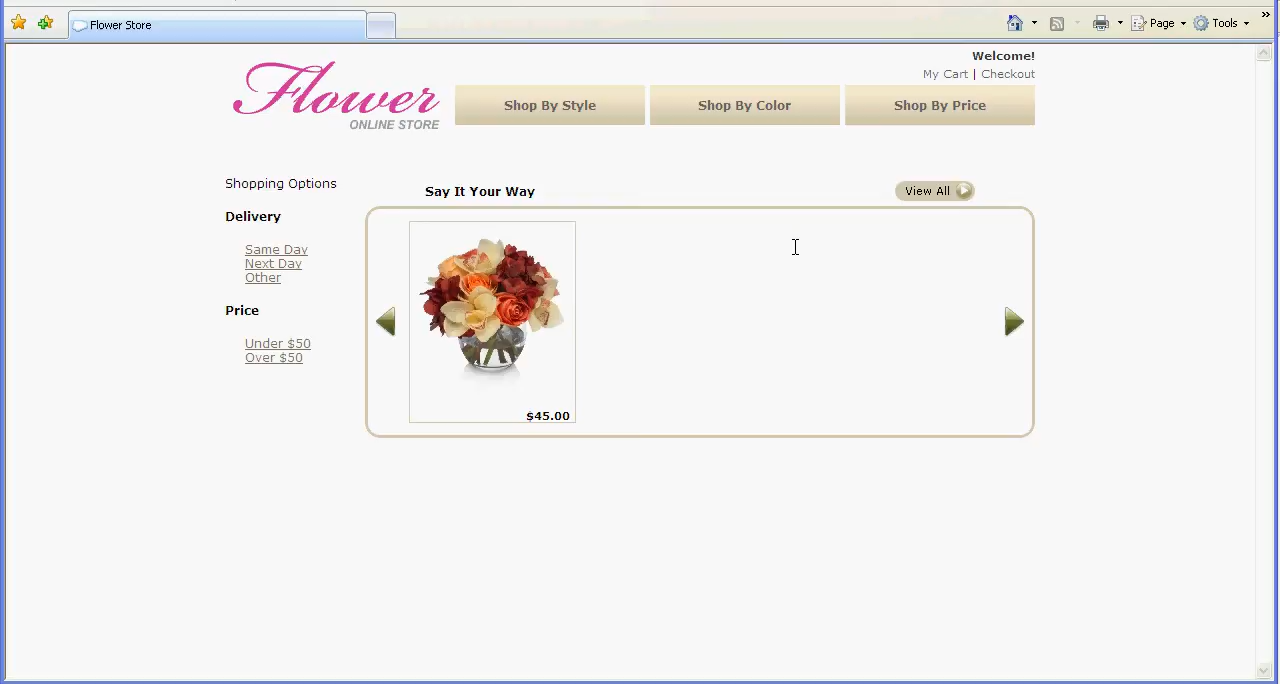 Flower Store
Page
Tools
»
Welcome!
My Cart | Checkout
Flower
ONLINE STORE
Shop By Style
Shop By Color
Shop By Price
Shopping Options
Say It Your Way
View All
Delivery
Same Day
Next Day
Other
Price
Under $50
Over $50
$45.00